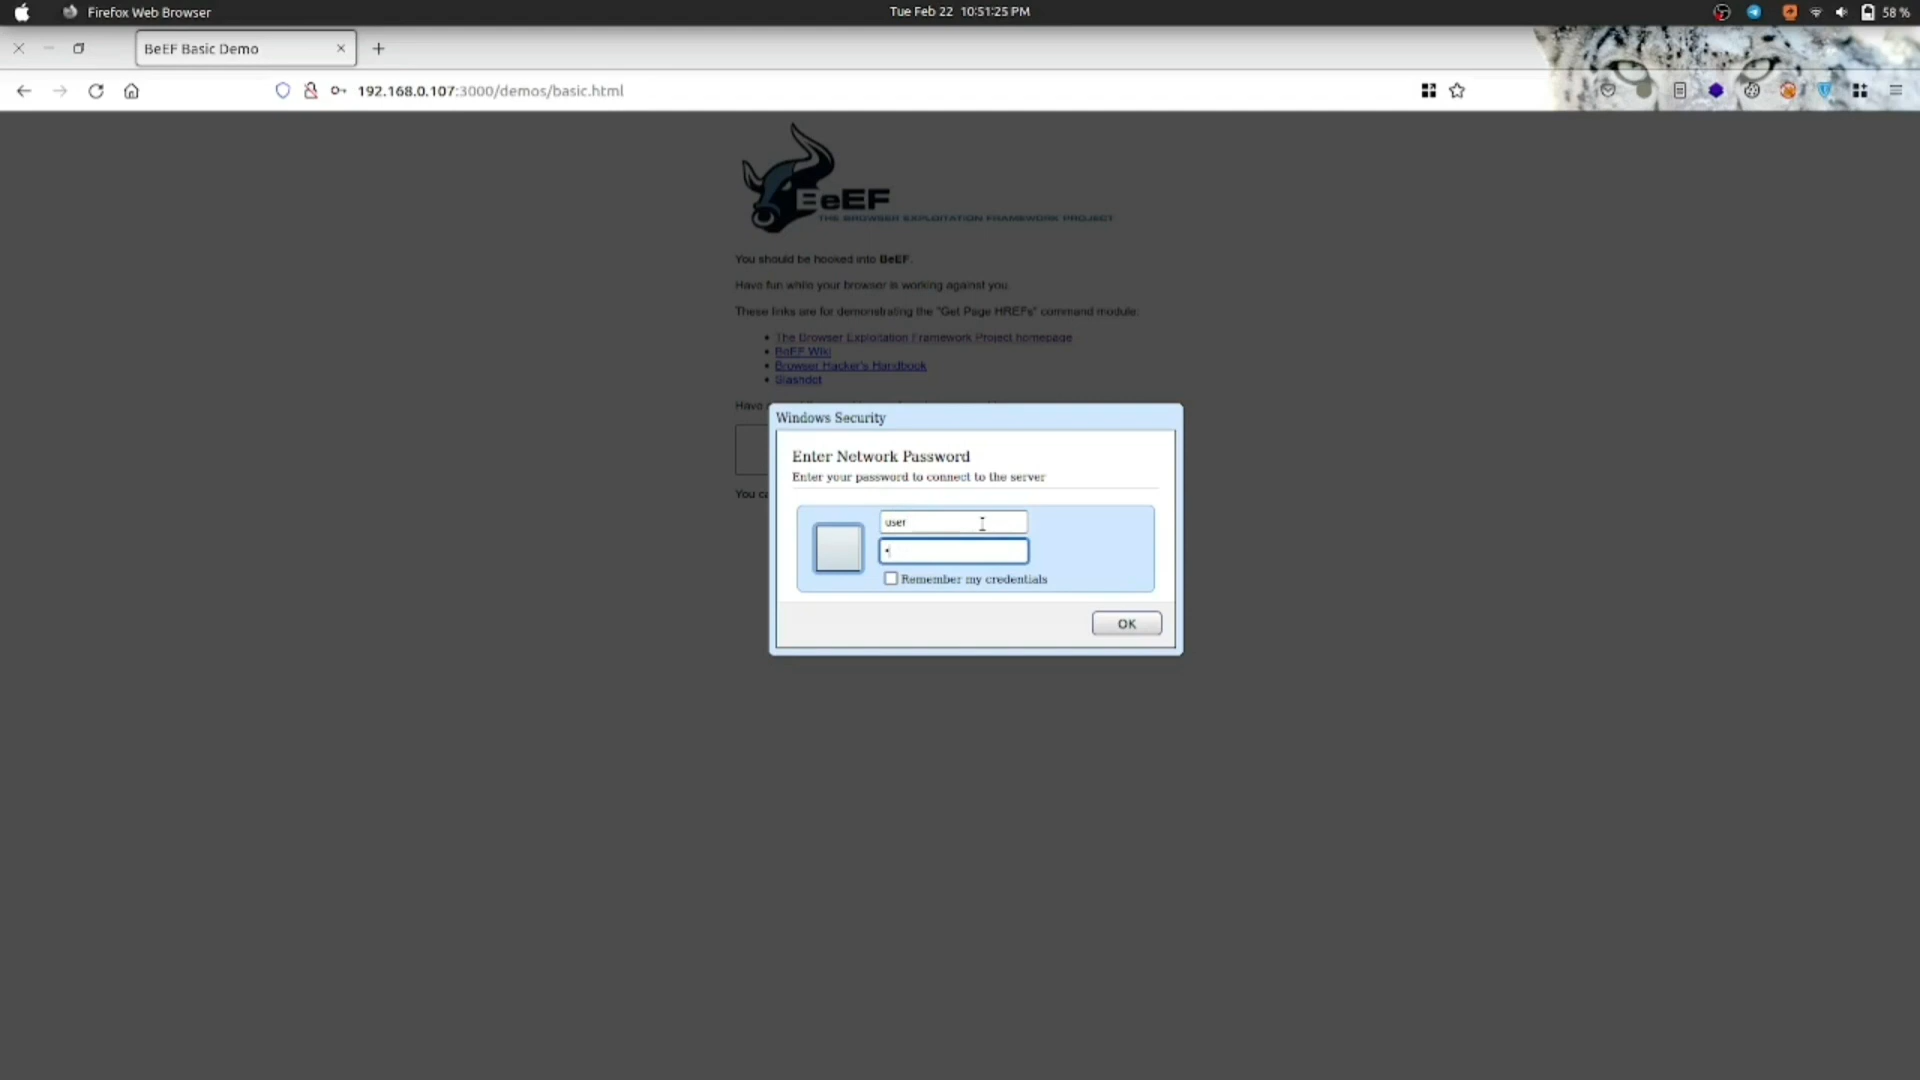 Firefox Web Browser
Tue Feb 22 10:51:25 PM
58 %
BeEF Basic Demo
192.168.0.107:3000/demos/basic.html
BeEF
THE BROWSER EXPLOITATION FRAMEWORK PROJECT
You should be hooked into BeEF.
Have fun while your browser is working against you.
These links are for demonstrating the "Get Page HREFs" command module:
The Browser Exploitation Framework Project homepage
BeEF Wiki
Browser Hacker's Handbook
Slashdot
Have
You ca
Windows Security
Enter Network Password
Enter your password to connect to the server
user
Remember my credentials
OK